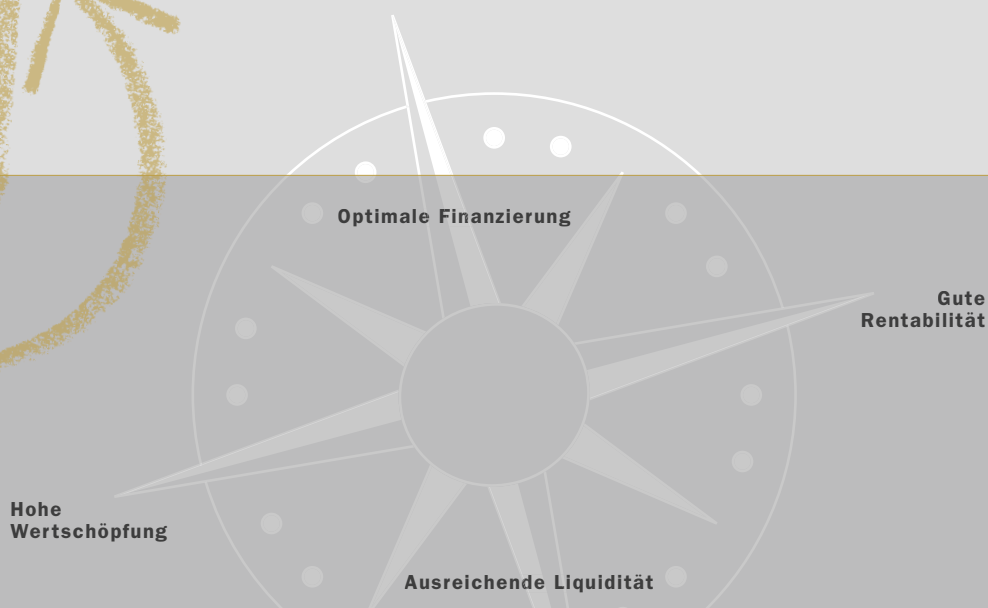 Optimale Finanzierung
Gute
Rentabilität
Hohe
Wertschöpfung
Ausreichende Liquidität